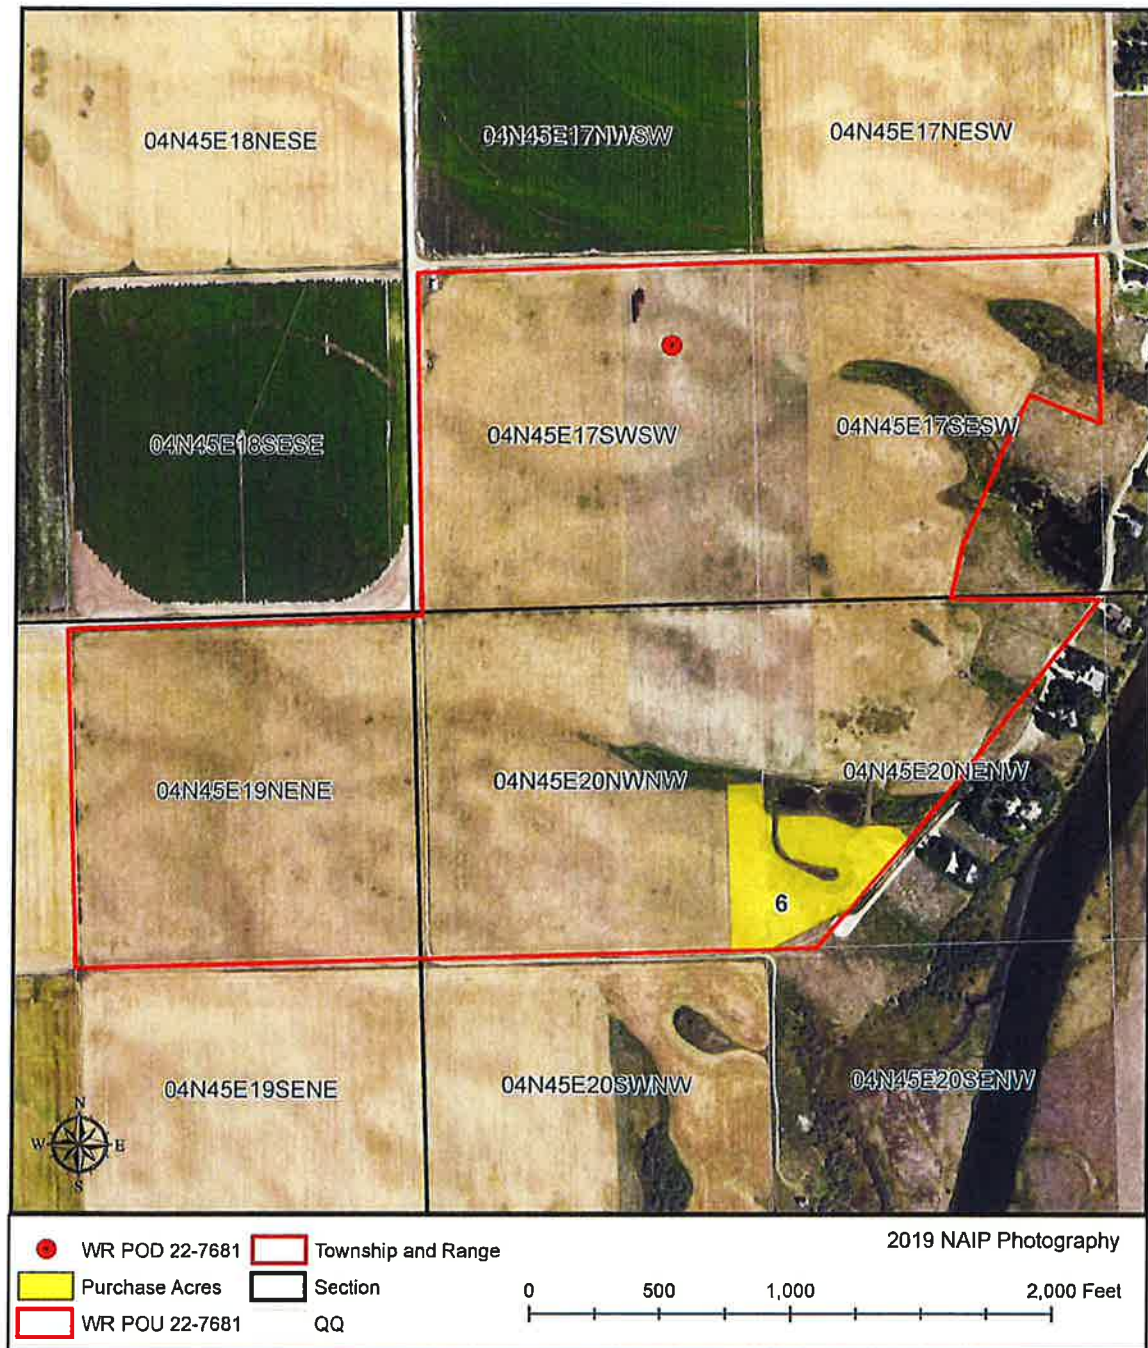 04N45E18NESE
04N45E17NWSW
04N45E17NESW
04N45E18SESE
04N45E17SWSW
04N45E17SESW
04N45E19NENE
04N45E20NWNW
04N45E20NENW
6
04N45E19SENE
04N45E20SWNW
04N45E20SENW
N
W E
S
WR POD 22-7681
Township and Range
2019 NAIP Photography
Purchase Acres
Section
0 500 1,000 2,000 Feet
WR POU 22-7681
QQ